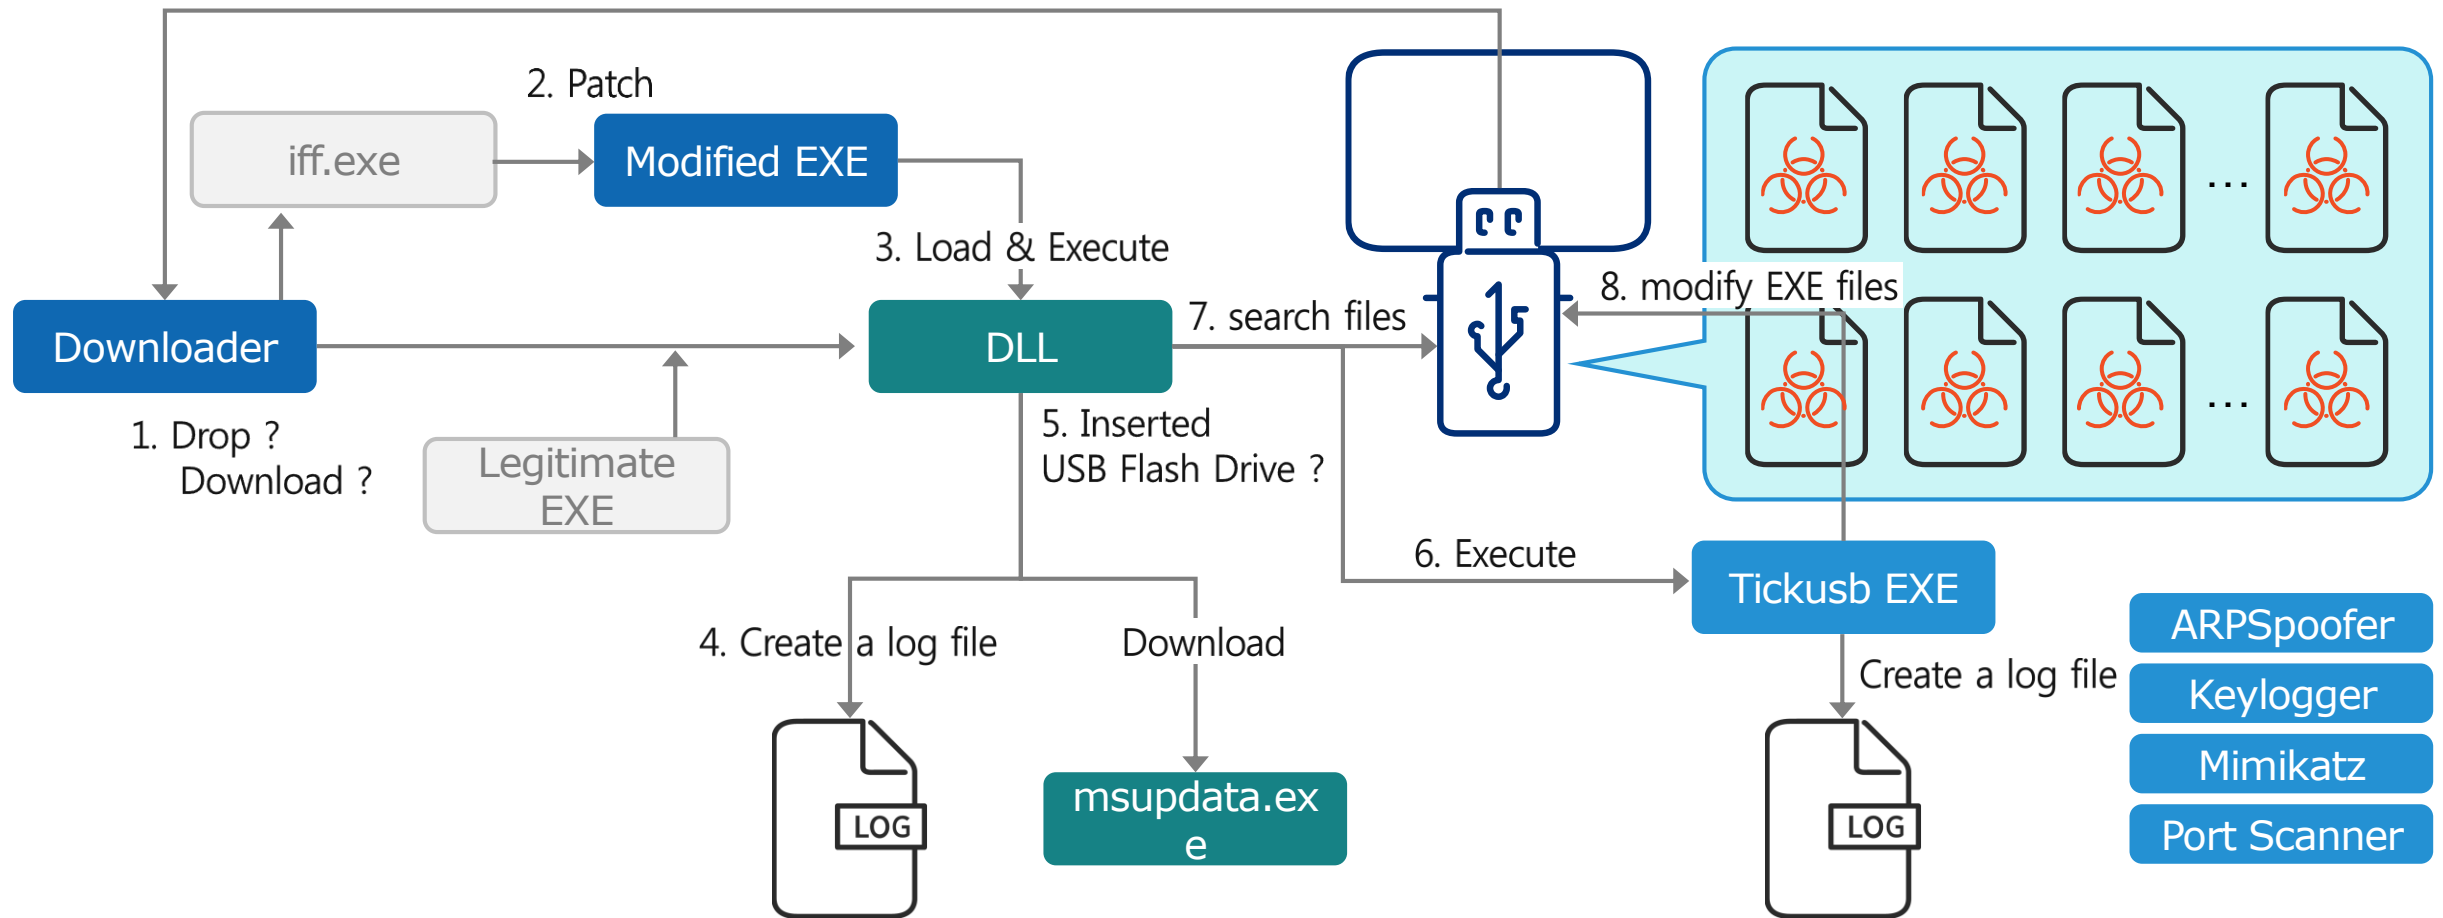 2. Patch
iff.exe
Modified EXE
3. Load & Execute
8. modify EXE files
7. search files
Downloader
DLL
1. Drop ?
Download ?
Legitimate
EXE
5. Inserted
USB Flash Drive ?
6. Execute
Tickusb EXE
4. Create a log file
Download
Create a log file
ARPSpoofer
Keylogger
Mimikatz
Port Scanner
msupdata.ex
e
LOG
LOG
...
...